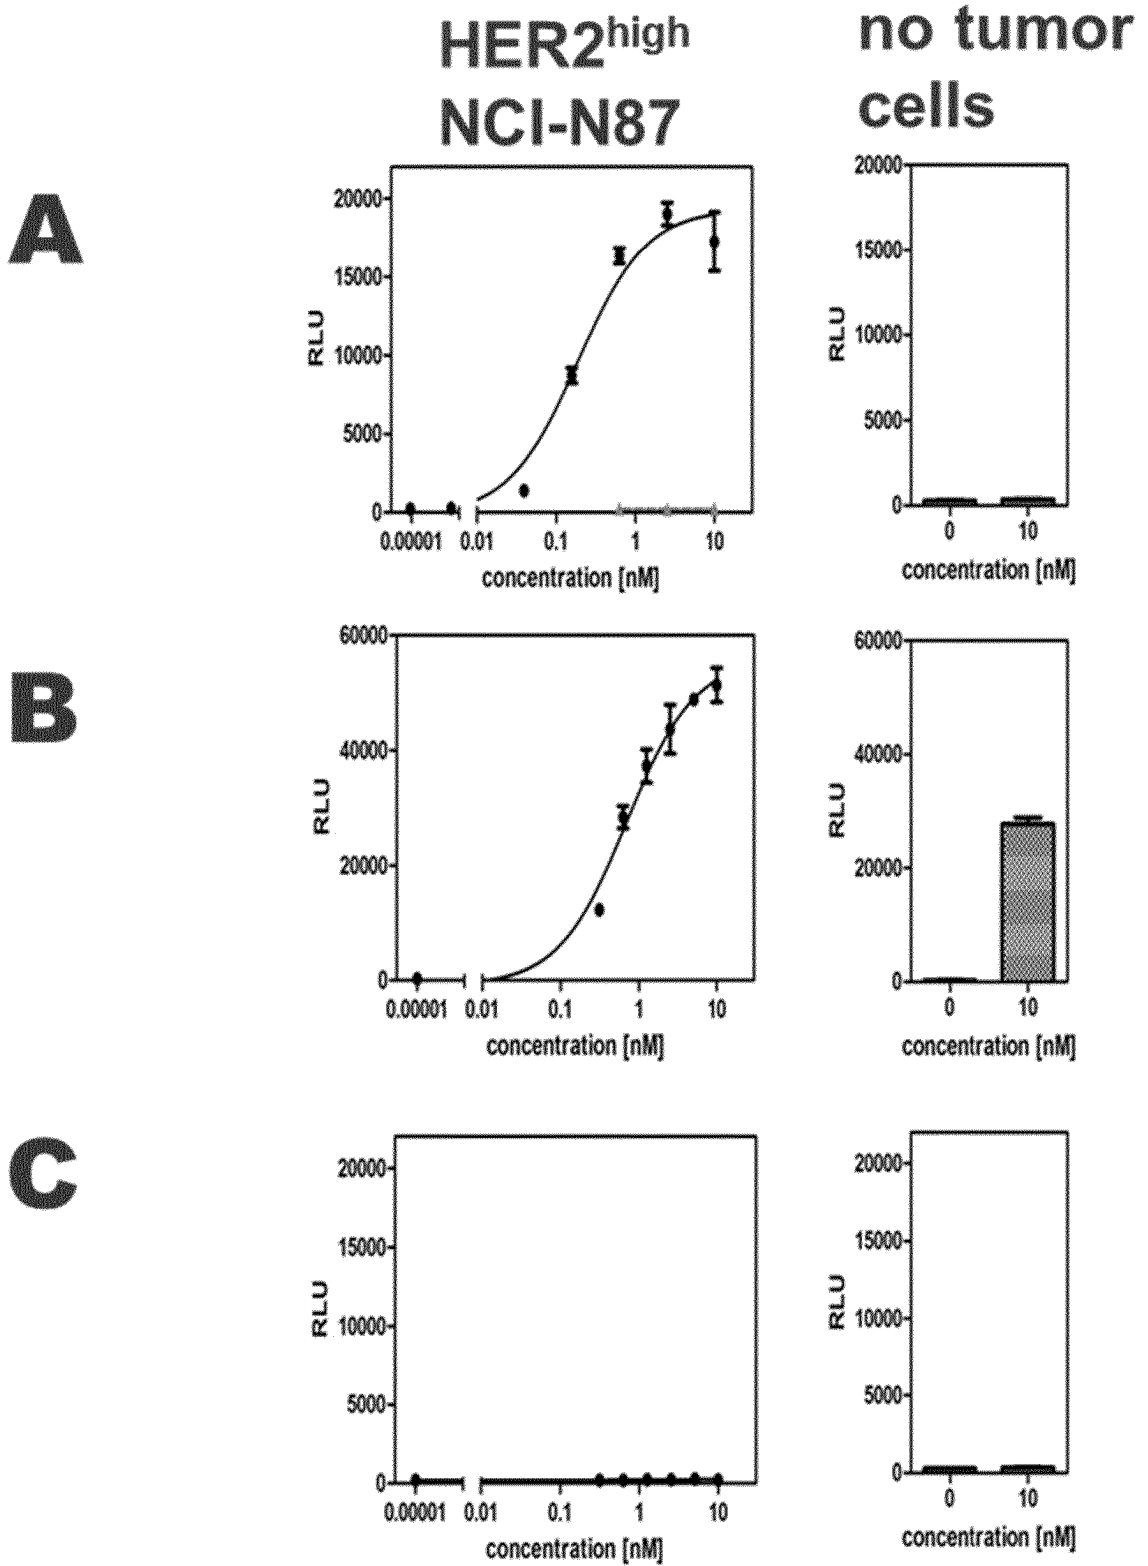 HER2high
NCI-N87
no tumor
cells
A
RLU
20000
15000
10000
5000
0
0.00001 0.01 0.1 1 10
concentration [nM]
RLU
20000
15000
10000
5000
0
0 10
concentration [nM]
B
RLU
60000
40000
20000
0
0.00001 0.01 0.1 1 10
concentration [nM]
RLU
60000
40000
20000
0
0 10
concentration [nM]
C
RLU
20000
15000
10000
5000
0
0.00001 0.01 0.1 1 10
concentration [nM]
RLU
20000
15000
10000
5000
0
0 10
concentration [nM]